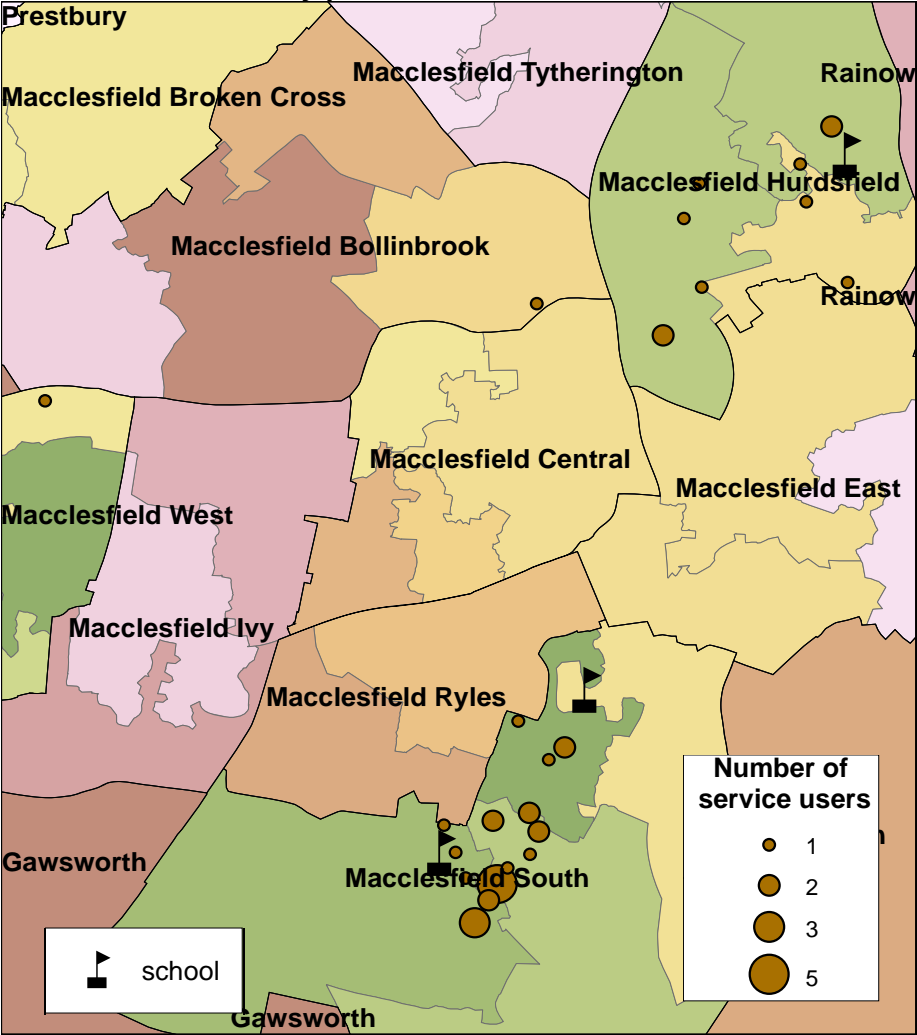 Prestbury
Macclesfield Tytherington
Rainow
Macclesfield Broken Cross
Macclesfield Hurdsfield
Macclesfield Bollinbrook
Rainow
Macclesfield Central
Macclesfield East
Macclesfield West
Macclesfield Ivy
Macclesfield Ryles
Number of
service users
1
2
3
5
Gawsworth
Macclesfield South
school
Gawsworth